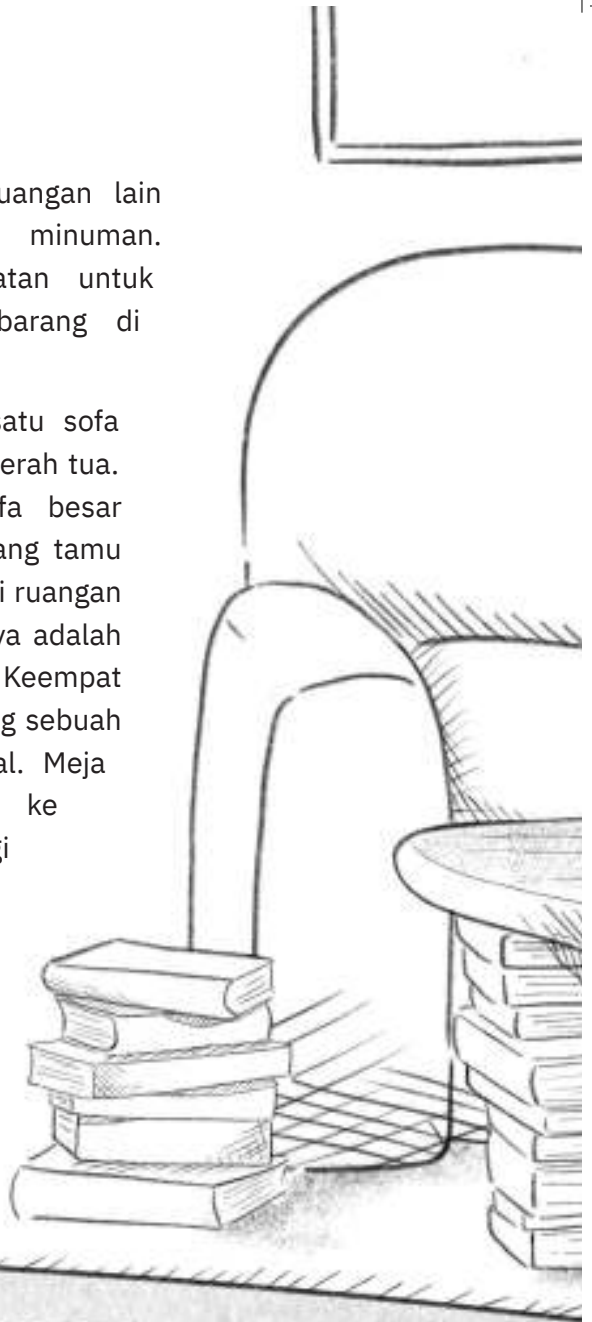 uangan lain
minuman.
atan untuk
barang di
satu sofa
erah tua.
fa besar
ang tamu
i ruangan
ya adalah
Keempat
g sebuah
al. Meja
ke
gi